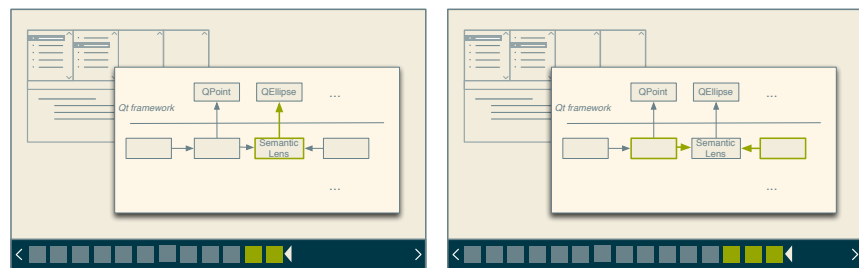 QPoint QEllipse ...
Qt framework
Semantic
Lens
...
QPoint QEllipse ...
Qt framework
Semantic
Lens
...